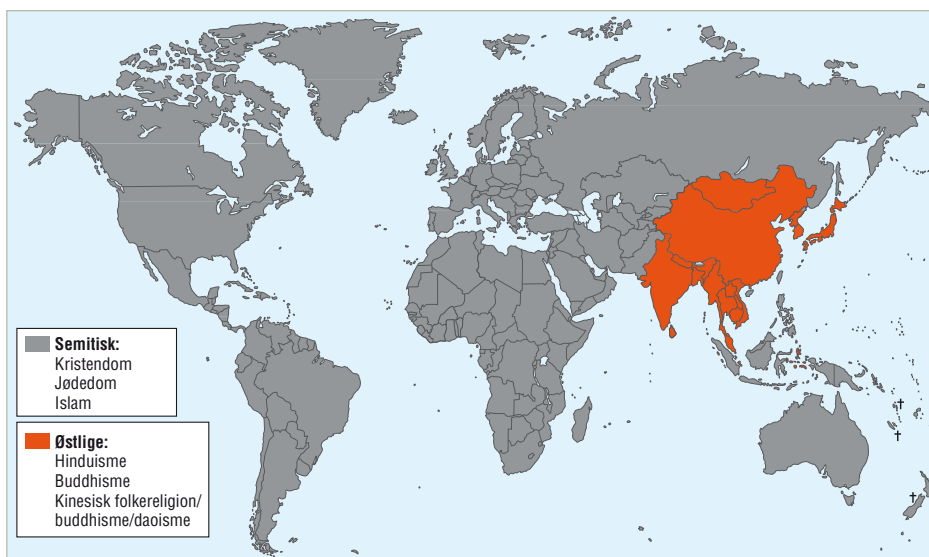 Semitisk:
Kristendom
Jødedom
Islam
Østlige:
Hinduisme
Buddhisme
Kinesisk folkereligion/
buddhisme/daoisme